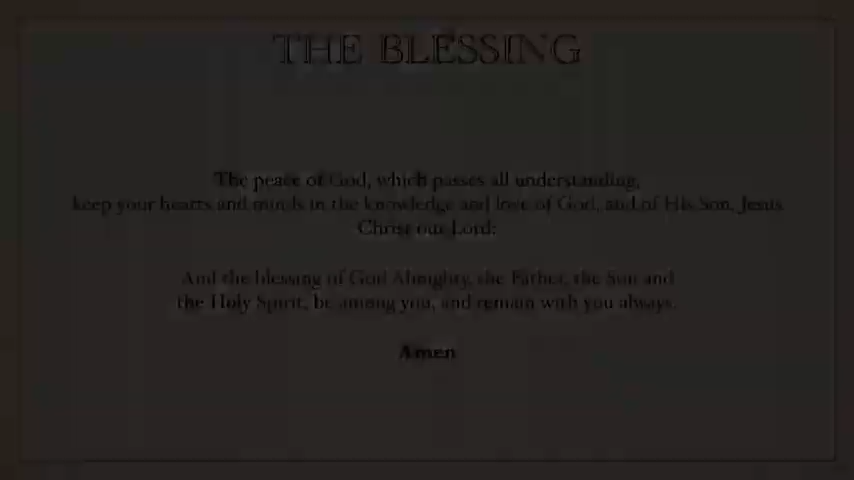 THE BLESSING
The peace of God, which passes all understanding,
keep your hearts and minds in the knowledge and love of God, and of His Son, Jesus
Christ our Lord;
And the blessing of God Almighty, the Father, the Son and
the Holy Spirit, be among you, and remain with you always.
Amen